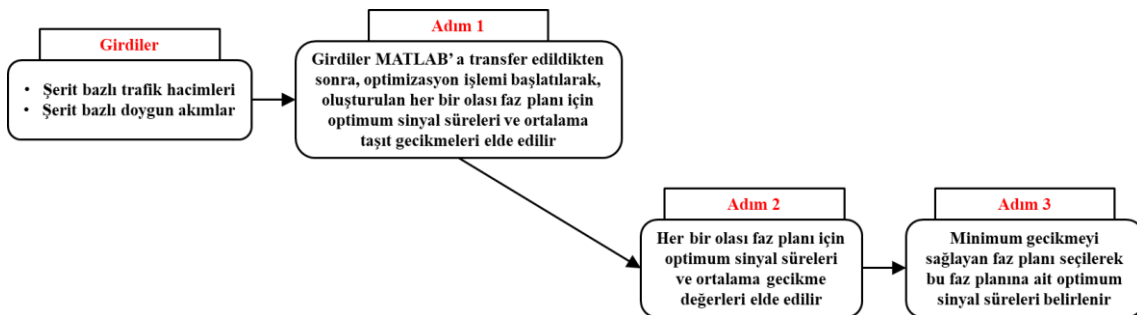 Girdiler
• Şerit bazlı trafik hacimleri
• Şerit bazlı doygun akımlar
Adım 1
Girdiler MATLAB’ a transfer edildikten
sonra, optimizasyon işlemi başlatılarak,
oluşturulan her bir olası faz planı için
optimum sinyal süreleri ve ortalama
taşıt gecikmeleri elde edilir
Adım 2
Her bir olası faz planı için
optimum sinyal süreleri
ve ortalama gecikme
değerleri elde edilir
Adım 3
Minimum gecikmeyi
sağlayan faz planı seçilerek
bu faz planına ait optimum
sinyal süreleri belirlenir